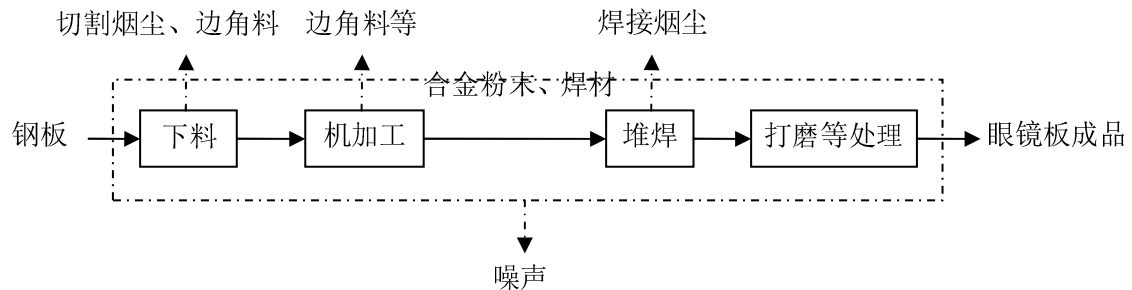 切割烟尘、边角料 边角料等 焊接烟尘
合金粉末、焊材
钢板 下料 机加工 堆焊 打磨等处理 眼镜板成品
噪声